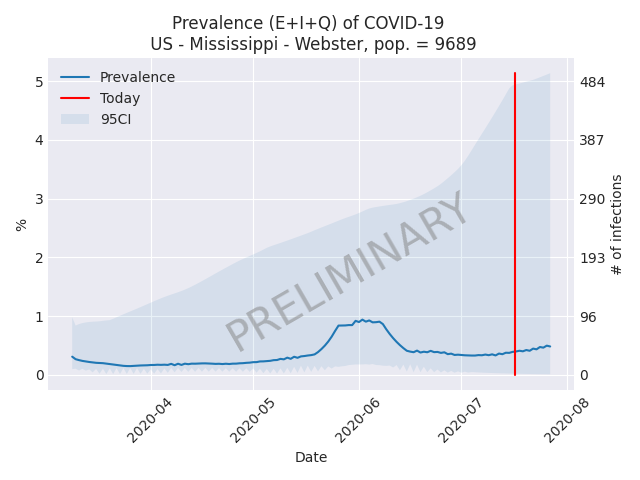 Prevalence (E+I+Q) of COVID-19
US - Mississippi - Webster, pop. = 9689
Prevalence
Today
95CI
5
4
3
2
1
0
%
484
387
290
193
96
0
# of infections
PRELIMINARY
2020-04
2020-05
2020-06
2020-07
2020-08
Date